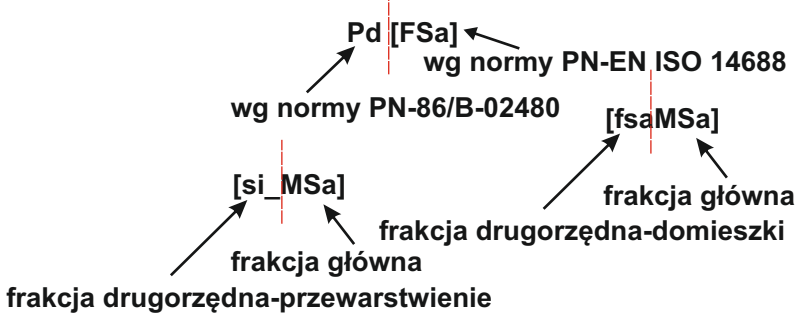 Pd [FSa]
wg normy PN-EN ISO 14688
wg normy PN-86/B-02480
[fsaMSa]
[si_MSa]
frakcja główna
frakcja drugorzędna-domieszki
frakcja główna
frakcja drugorzędna-przewarstwienie